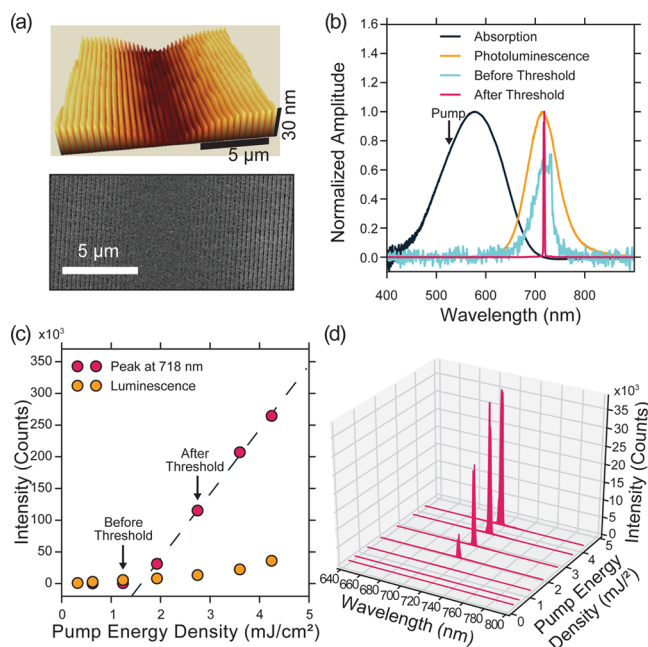 (a)
30 nm
5 µm
5 µm
(b)
Normalized Amplitude
1.6
1.4
1.2
1.0
0.8
0.6
0.4
0.2
0.0
Absorption
Photoluminescence
Before Threshold
After Threshold
Pump
400 500 600 700 800
Wavelength (nm)
(c)
x10³
Intensity (Counts)
350
300
250
200
150
100
50
0
-50
Peak at 718 nm
Luminescence
After
Threshold
Before
Threshold
0 1 2 3 4 5
Pump Energy Density (mJ/cm²)
(d)
x10³
35
30
25
20
15
10
5
0
Intensity (Counts)
640
660
680
700
720
740
760
780
800
Wavelength (nm)
0
1
2
3
4
5
Pump Energy
Density (mJ/²)